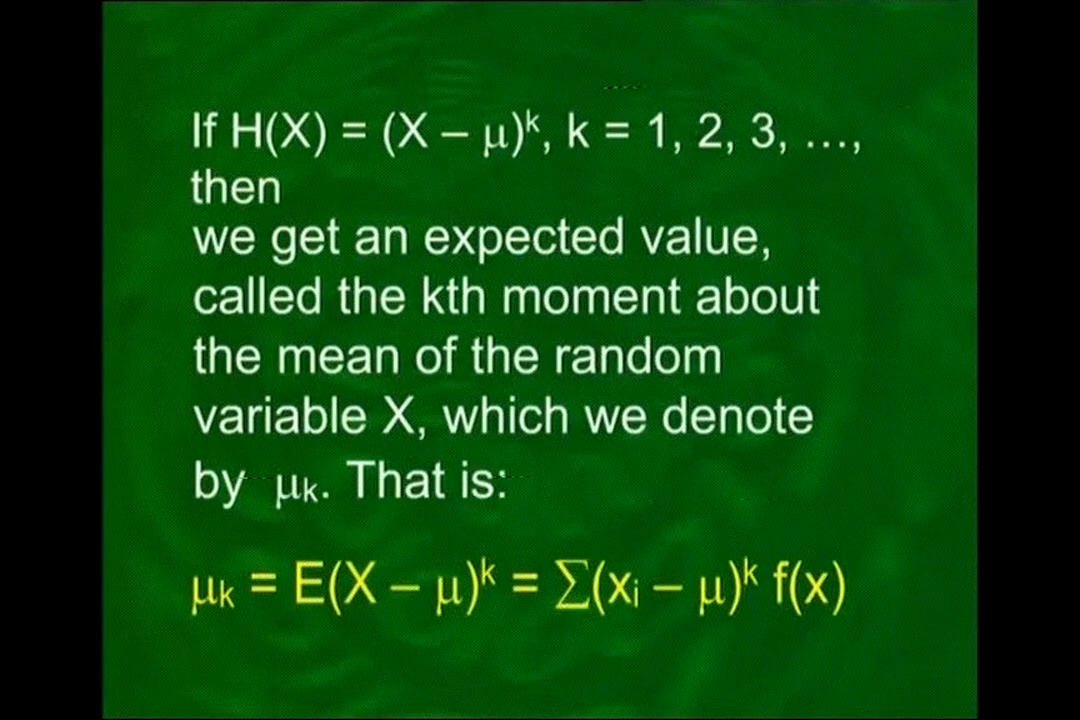 If H(X) = (X – μ)ᵏ, k = 1, 2, 3, …,
then
we get an expected value,
called the kth moment about
the mean of the random
variable X, which we denote
by μₖ. That is:
μₖ = E(X – μ)ᵏ = ∑(xᵢ – μ)ᵏ f(x)